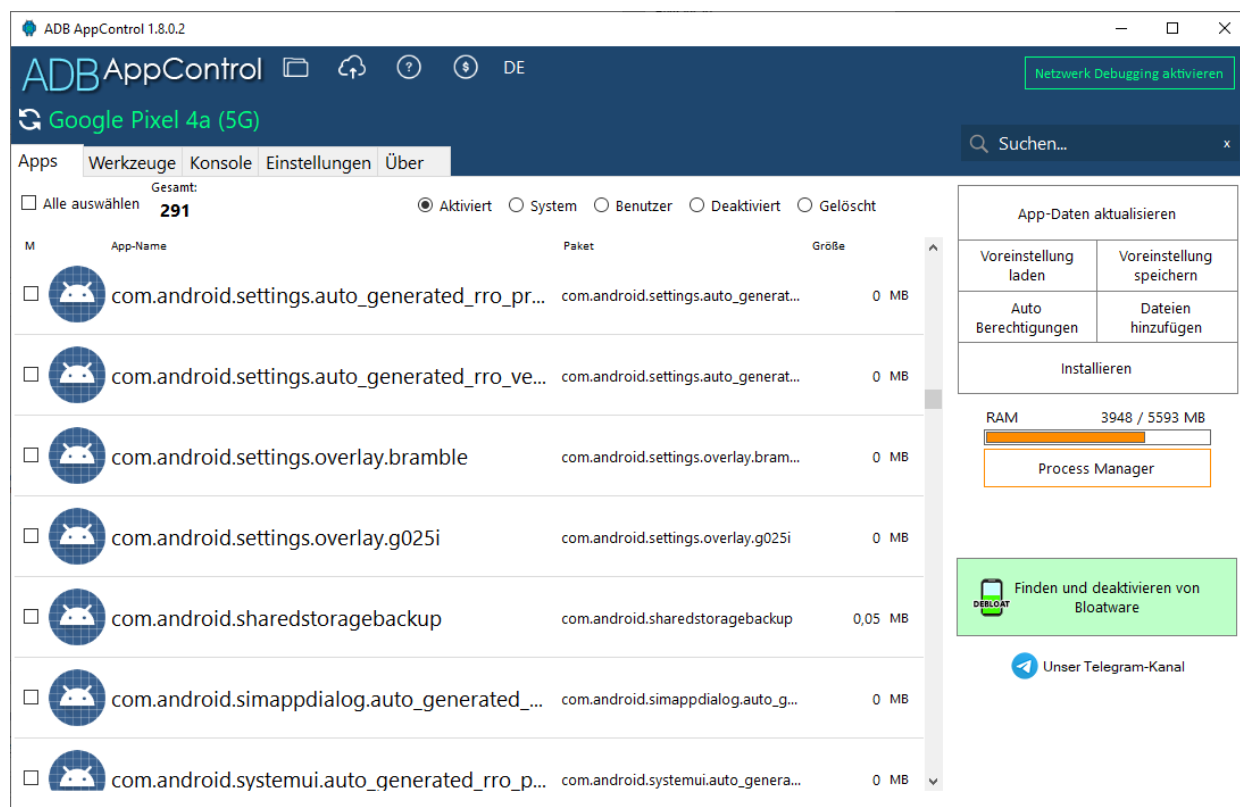 ADB AppControl 1.8.0.2
ADB AppControl ? $ DE
Netzwerk Debugging aktivieren
Google Pixel 4a (5G)
Suchen... x
Apps Werkzeuge Konsole Einstellungen Über
Alle auswählen Gesamt: 291
Aktiviert System Benutzer Deaktiviert Gelöscht
M App-Name Paket Größe
com.android.settings.auto_generated_rro_pr... com.android.settings.auto_generat... 0 MB
com.android.settings.auto_generated_rro_ve... com.android.settings.auto_generat... 0 MB
com.android.settings.overlay.bramble com.android.settings.overlay.bram... 0 MB
com.android.settings.overlay.g025i com.android.settings.overlay.g025i 0 MB
com.android.sharedstoragebackup com.android.sharedstoragebackup 0,05 MB
com.android.simappdialog.auto_generated_... com.android.simappdialog.auto_g... 0 MB
com.android.systemui.auto_generated_rro_p... com.android.systemui.auto_genera... 0 MB
App-Daten aktualisieren
Voreinstellung laden
Voreinstellung speichern
Auto Berechtigungen
Dateien hinzufügen
Installieren
RAM 3948 / 5593 MB
Process Manager
DEBLOAT
Finden und deaktivieren von
Bloatware
Unser Telegram-Kanal